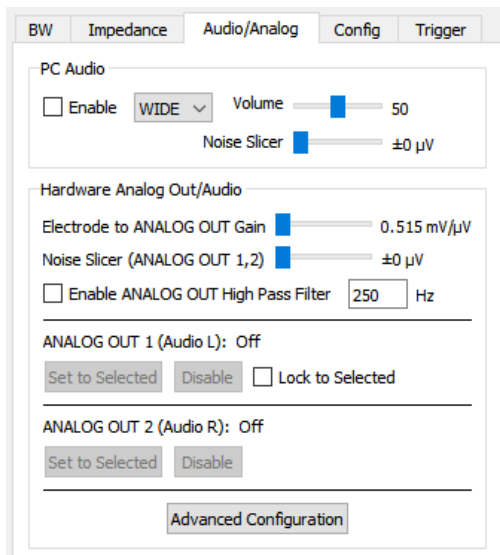 BW Impedance Audio/Analog Config Trigger
PC Audio
Enable WIDE Volume 50
Noise Slicer ±0 µV
Hardware Analog Out/Audio
Electrode to ANALOG OUT Gain 0.515 mV/µV
Noise Slicer (ANALOG OUT 1,2) ±0 µV
Enable ANALOG OUT High Pass Filter 250 Hz
ANALOG OUT 1 (Audio L): Off
Set to Selected Disable Lock to Selected
ANALOG OUT 2 (Audio R): Off
Set to Selected Disable
Advanced Configuration